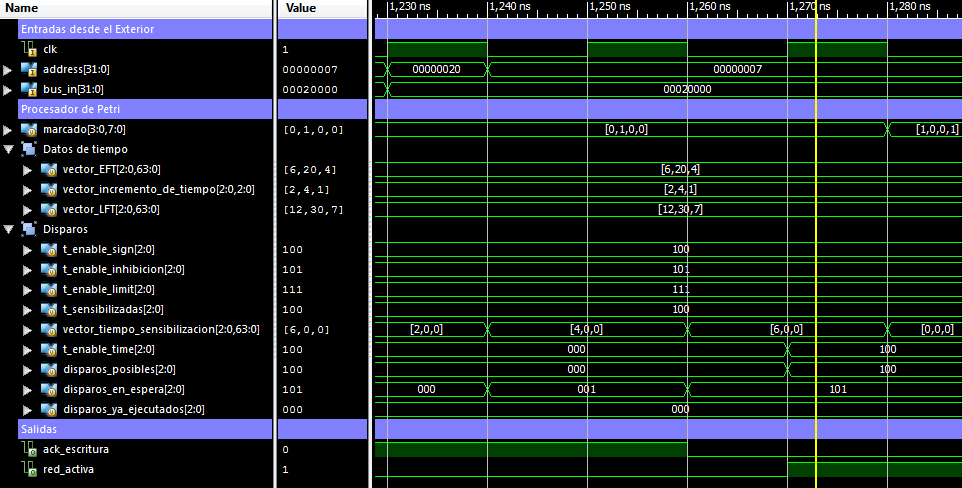 Name Value 1,230 ns 1,240 ns 1,250 ns 1,260 ns 1,270 ns 1,280 ns
Entradas desde el Exterior
clk 1
address[31:0] 00000007 00000020 00000007
bus_in[31:0] 00020000 00020000
Procesador de Petri
marcado[3:0,7:0] [0,1,0,0] [0,1,0,0] [1,0,0,1]
Datos de tiempo
vector_EFT[2:0,63:0] [6,20,4] [6,20,4]
vector_incremento_de_tiempo[2:0,2:0] [2,4,1] [2,4,1]
vector_LFT[2:0,63:0] [12,30,7] [12,30,7]
Disparos
t_enable_sign[2:0] 100 100
t_enable_inhibicion[2:0] 101 101
t_enable_limit[2:0] 111 111
t_sensibilizadas[2:0] 100 100
vector_tiempo_sensibilizacion[2:0,63:0] [6,0,0] [2,0,0] [4,0,0] [6,0,0] [0,0,0]
t_enable_time[2:0] 100 000 100
disparos_posibles[2:0] 100 000 100
disparos_en_espera[2:0] 101 000 001 101
disparos_ya_ejecutados[2:0] 000 000
Salidas
ack_escritura 0
red_activa 1